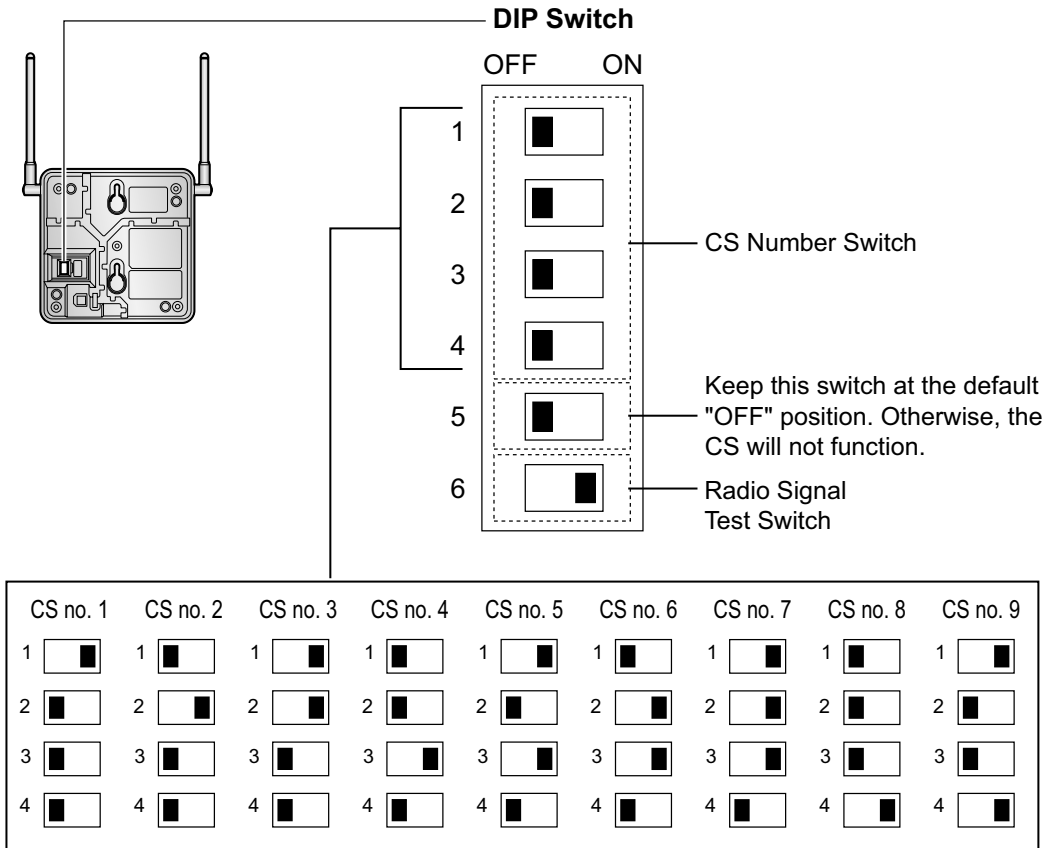 DIP Switch
OFF ON
1
2
3
4
5
6
CS Number Switch
Keep this switch at the default
"OFF" position. Otherwise, the
CS will not function.
Radio Signal
Test Switch
CS no. 1 CS no. 2 CS no. 3 CS no. 4 CS no. 5 CS no. 6 CS no. 7 CS no. 8 CS no. 9
1 1 1 1 1 1 1 1 1
2 2 2 2 2 2 2 2 2
3 3 3 3 3 3 3 3 3
4 4 4 4 4 4 4 4 4